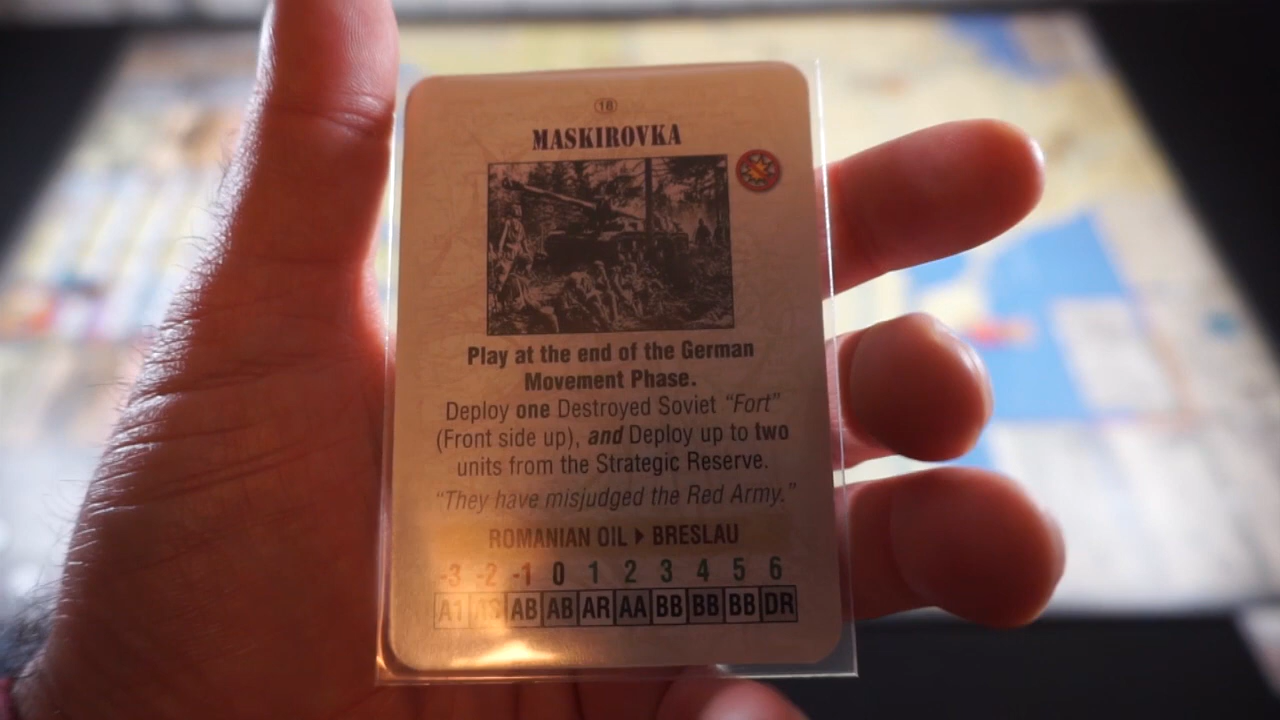 16
MASKIROVKA
Play at the end of the German
Movement Phase.
Deploy one Destroyed Soviet “Fort”
(Front side up), and Deploy up to two
units from the Strategic Reserve.
“They have misjudged the Red Army.”
ROMANIAN OIL ▸ BRESLAU
-3 -2 -1 0 1 2 3 4 5 6
A1 AS AB AB AR AA BB BB BB DR